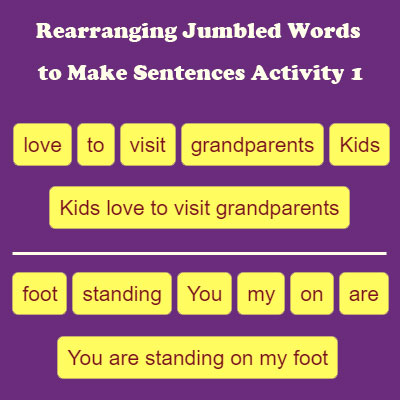 Rearranging Jumbled Words
to Make Sentences Activity 1
love to visit grandparents Kids
Kids love to visit grandparents
foot standing You my on are
You are standing on my foot